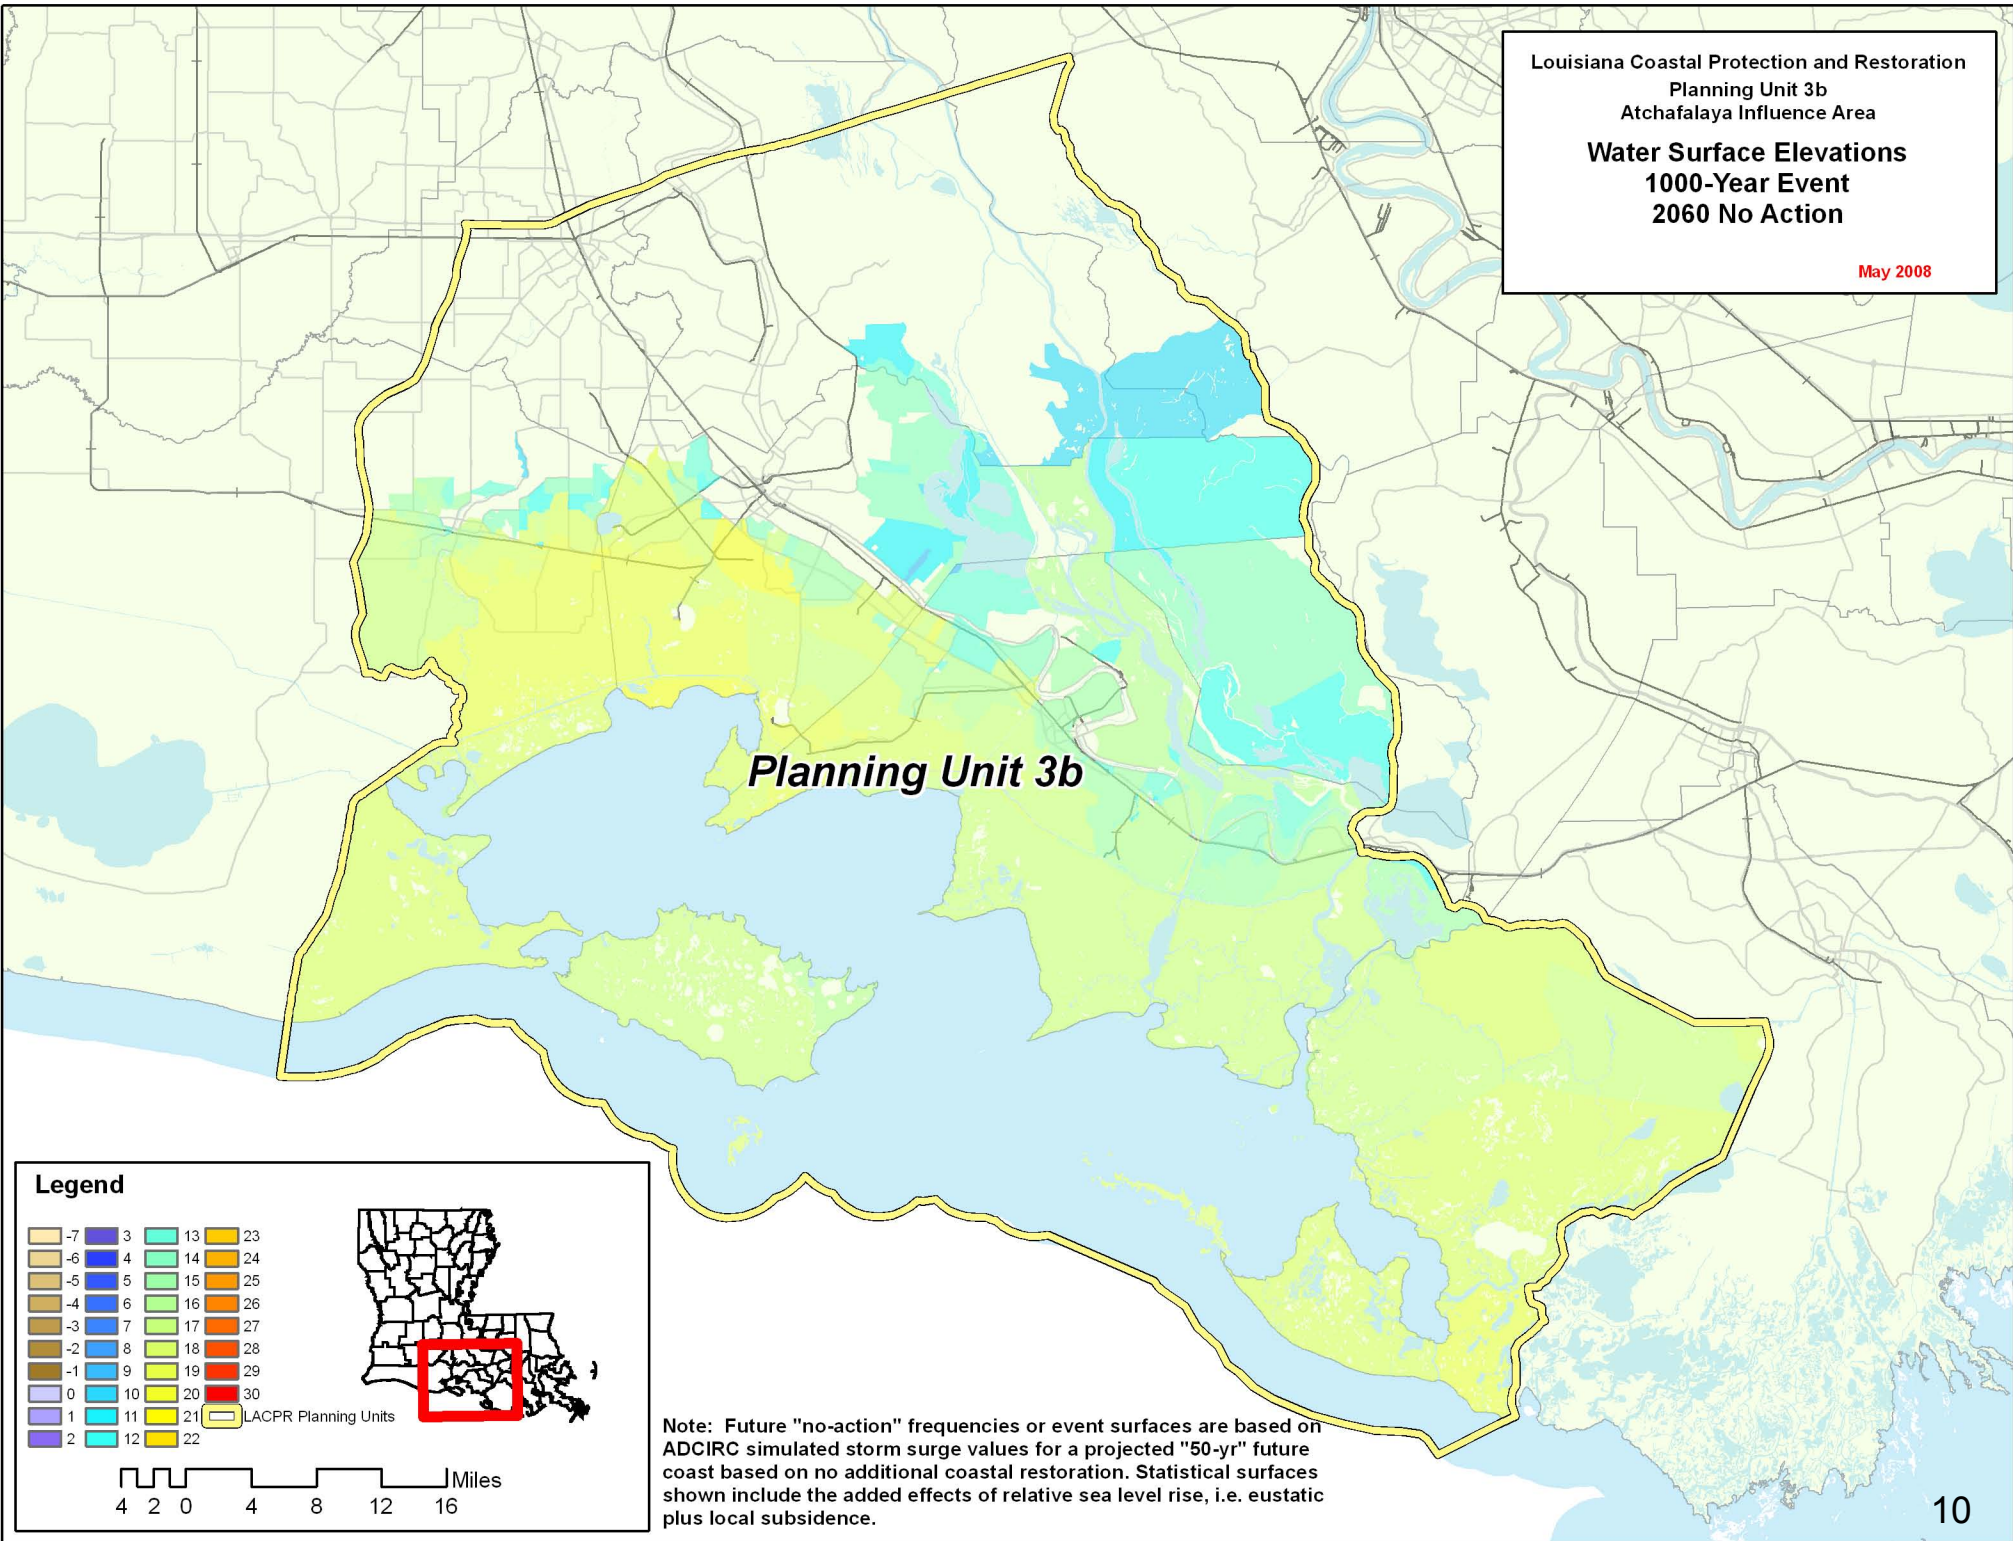 Louisiana Coastal Protection and Restoration
Planning Unit 3b
Atchafalaya Influence Area
Water Surface Elevations
1000-Year Event
2060 No Action
May 2008
Planning Unit 3b
Legend
-7 3 13 23
-6 4 14 24
-5 5 15 25
-4 6 16 26
-3 7 17 27
-2 8 18 28
-1 9 19 29
0 10 20 30
1 11 21 LACPR Planning Units
2 12 22
Miles
4 2 0 4 8 12 16
Note: Future "no-action" frequencies or event surfaces are based on
ADCIRC simulated storm surge values for a projected "50-yr" future
coast based on no additional coastal restoration. Statistical surfaces
shown include the added effects of relative sea level rise, i.e. eustatic
plus local subsidence.
10